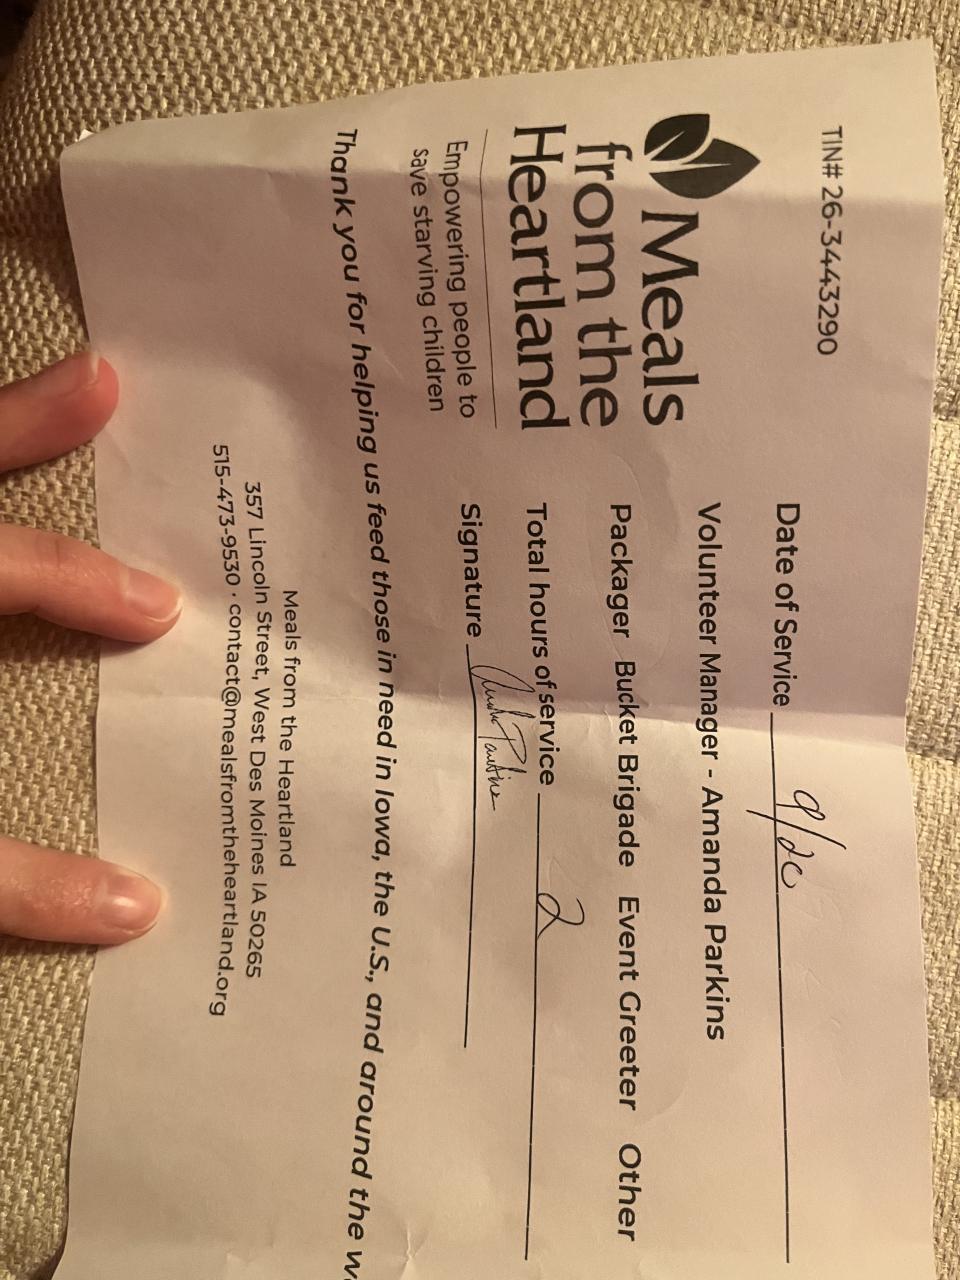 TIN# 26-3443290
Meals
from the
Heartland
Empowering people to
save starving children
Date of Service 9/20
Volunteer Manager - Amanda Parkins
Packager Bucket Brigade Event Greeter Other
Total hours of service 2
Signature Amanda Parkins
Thank you for helping us feed those in need in Iowa, the U.S., and around the w
Meals from the Heartland
357 Lincoln Street, West Des Moines IA 50265
515-473-9530 · contact@mealsfromtheheartland.org